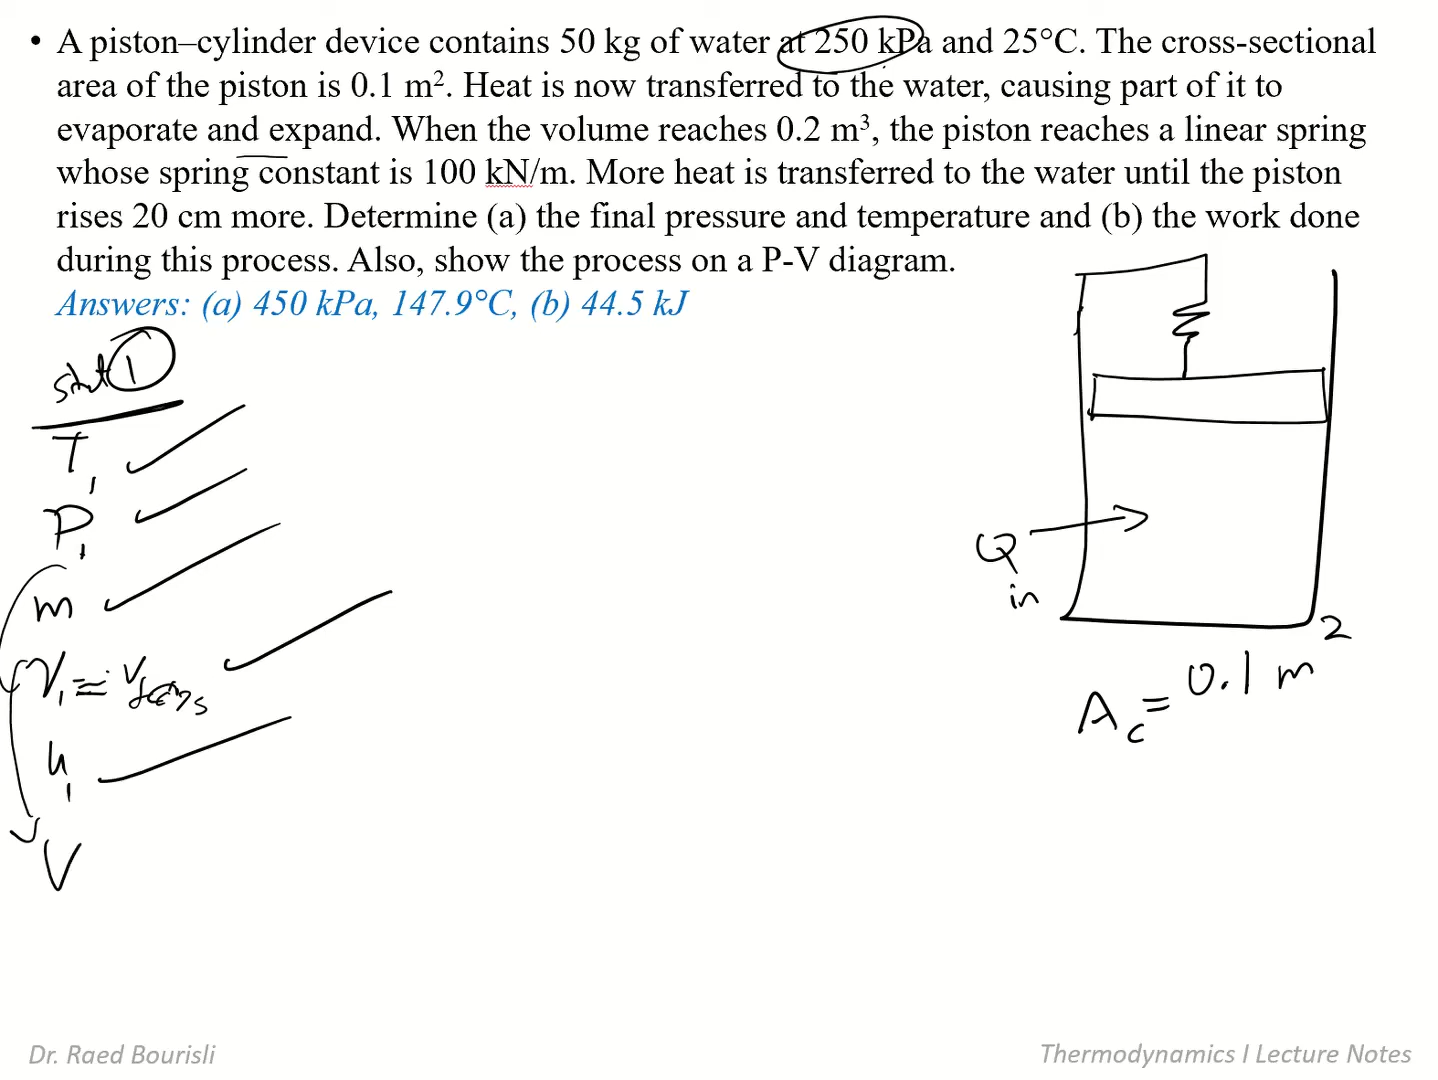 • A piston–cylinder device contains 50 kg of water at 250 kPa and 25°C. The cross-sectional
area of the piston is 0.1 m². Heat is now transferred to the water, causing part of it to
evaporate and expand. When the volume reaches 0.2 m³, the piston reaches a linear spring
whose spring constant is 100 kN/m. More heat is transferred to the water until the piston
rises 20 cm more. Determine (a) the final pressure and temperature and (b) the work done
during this process. Also, show the process on a P-V diagram.
Answers: (a) 450 kPa, 147.9°C, (b) 44.5 kJ
1
T₁
P₁
m
V₁ ≅
u₁
V
Q in
A_c = 0.1 m²
Dr. Raed Bourisli
Thermodynamics I Lecture Notes